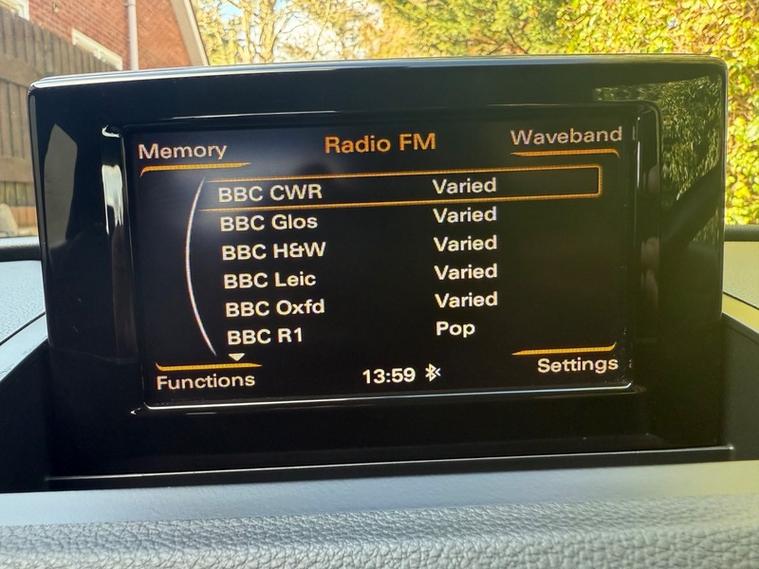 Memory Radio FM Waveband
BBC CWR Varied
BBC Glos Varied
BBC H&W Varied
BBC Leic Varied
BBC Oxfd Varied
BBC R1 Pop
Functions 13:59 Settings